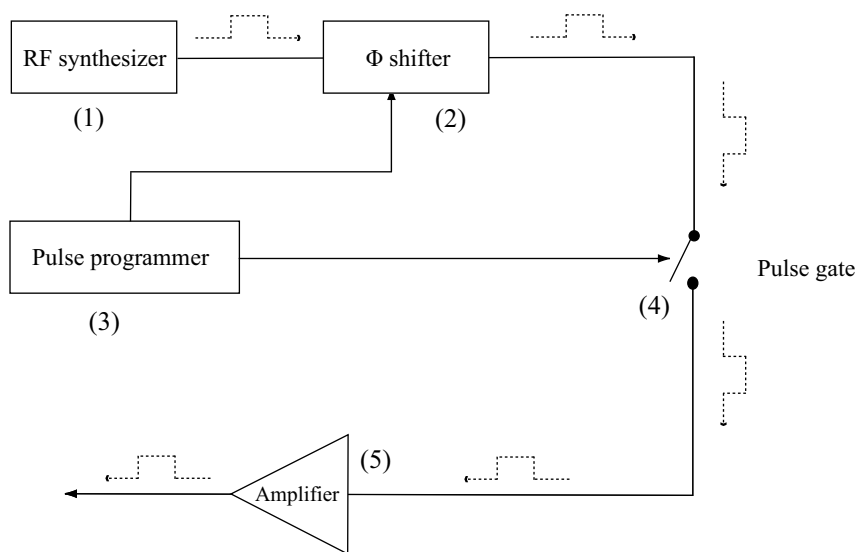 RF synthesizer
Φ shifter
(1)
(2)
Pulse programmer
Pulse gate
(4)
(3)
(5)
Amplifier